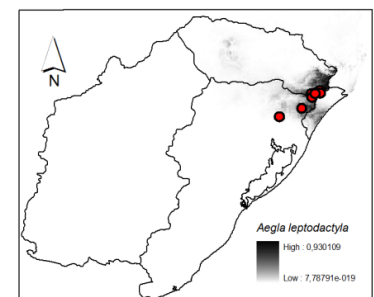 N
Aegla leptodactyla
High : 0,930109
Low : 7,78791e-019